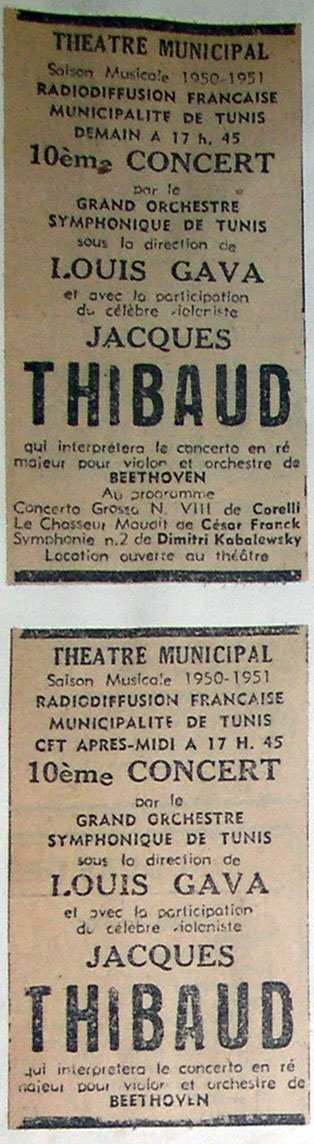 THEATRE MUNICIPAL
Saison Musicale 1950-1951
RADIODIFFUSION FRANCAISE
MUNICIPALITE DE TUNIS
DEMAIN A 17 h. 45
10ème CONCERT
par le
GRAND ORCHESTRE
SYMPHONIQUE DE TUNIS
sous la direction de
LOUIS GAVA
et avec la participation
du célèbre violoniste
JACQUES
THIBAUD
qui interprétera le concerto en ré
majeur pour violon et orchestre de
BEETHOVEN
Au programme
Concerto Grosso N. VIII de Corelli
Le Chasseur Maudit de César Franck
Symphonie n.2 de Dimitri Kabalewsky
Location ouverte au théâtre
THEATRE MUNICIPAL
Saison Musicale 1950-1951
RADIODIFFUSION FRANCAISE
MUNICIPALITE DE TUNIS
CET APRES-MIDI A 17 H. 45
10ème CONCERT
par le
GRAND ORCHESTRE
SYMPHONIQUE DE TUNIS
sous la direction de
LOUIS GAVA
et avec la participation
du célèbre violoniste
JACQUES
THIBAUD
qui interpretera le concerto en ré
majeur pour violon et orchestre de
BEETHOVEN